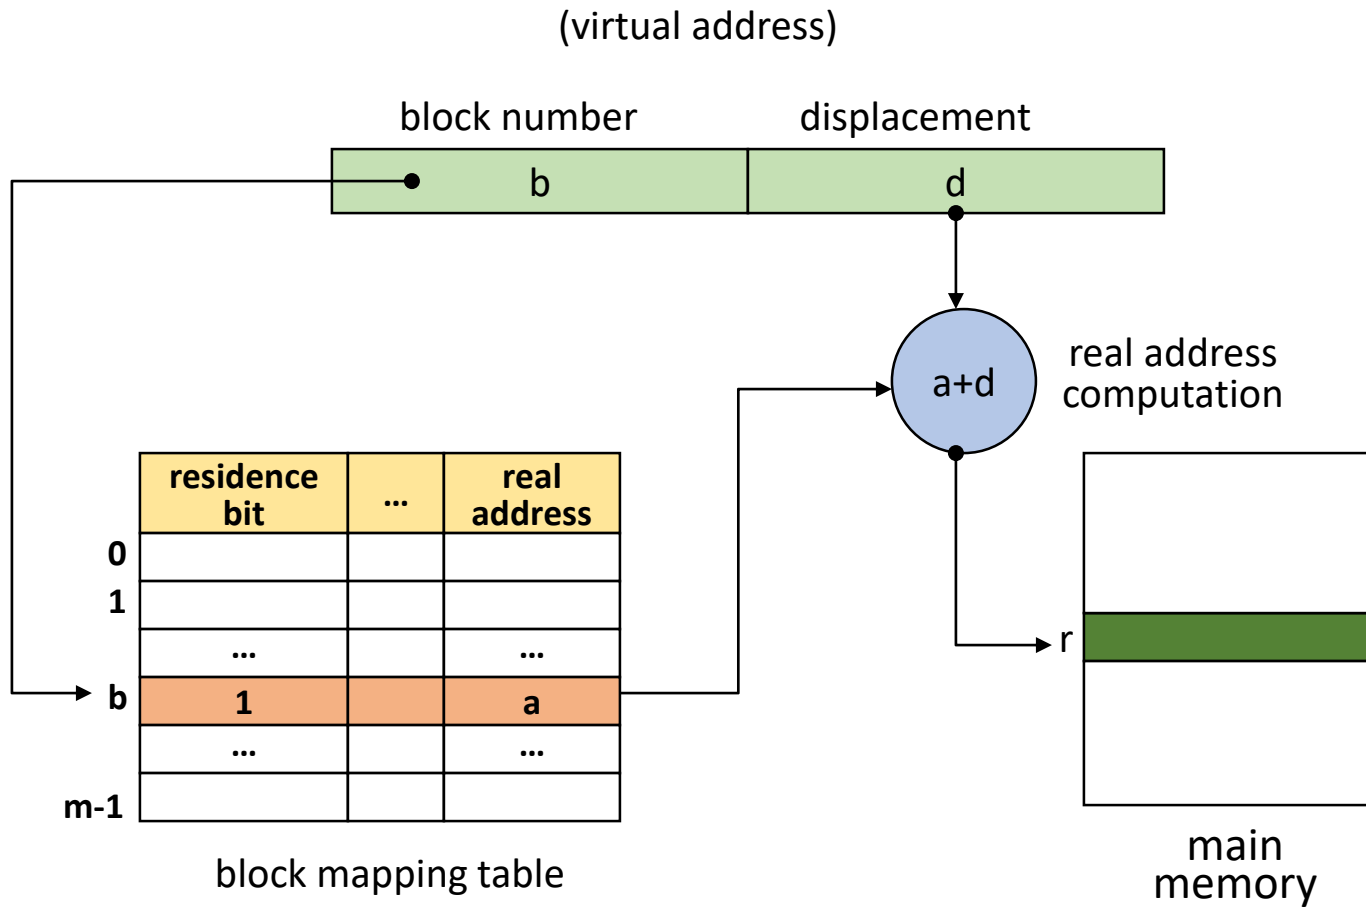 (virtual address)
block number displacement
b d
a+d
real address
computation
residence
bit
...
real
address
0
1
... ...
r
b 1 a
... ...
m-1
block mapping table
main
memory